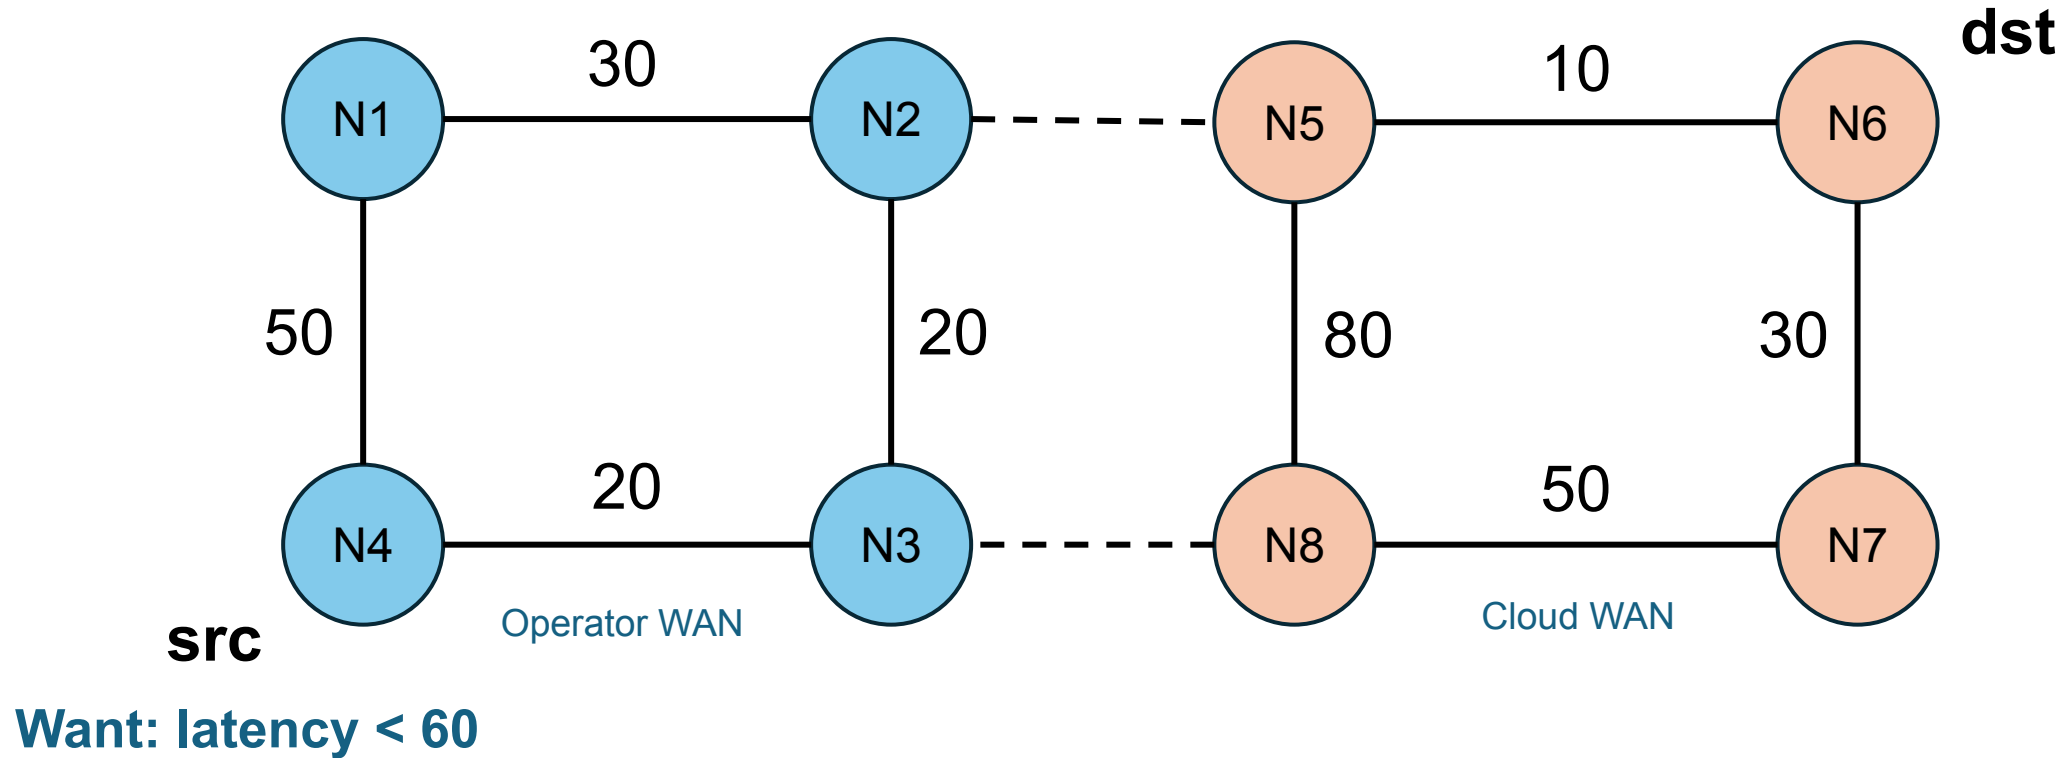 dst
30
10
N1
N2
N5
N6
50
20
80
30
20
50
N4
N3
N8
N7
Operator WAN
Cloud WAN
src
Want: latency < 60